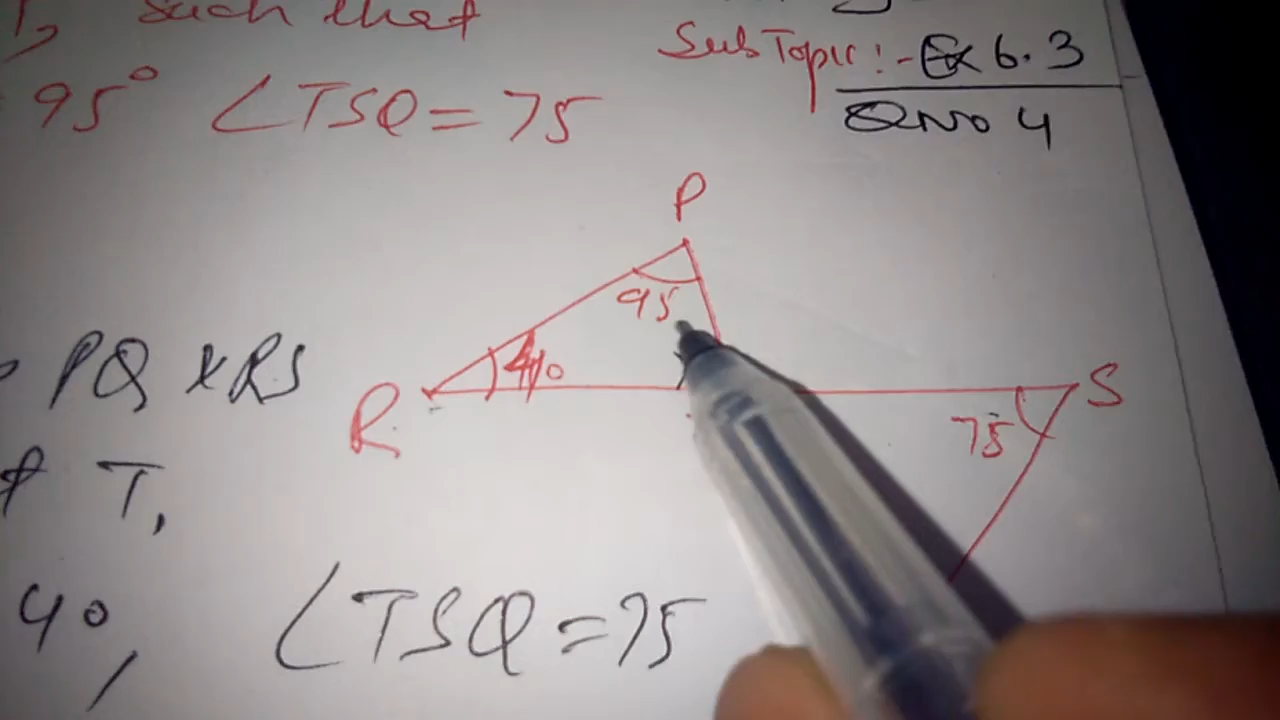 such that
Sub Topic :- Ex 6.3
95° ∠TSQ = 75
QNo 4
P
95
40
R
S
75
PQ X RS
T,
40, ∠TSQ = 75